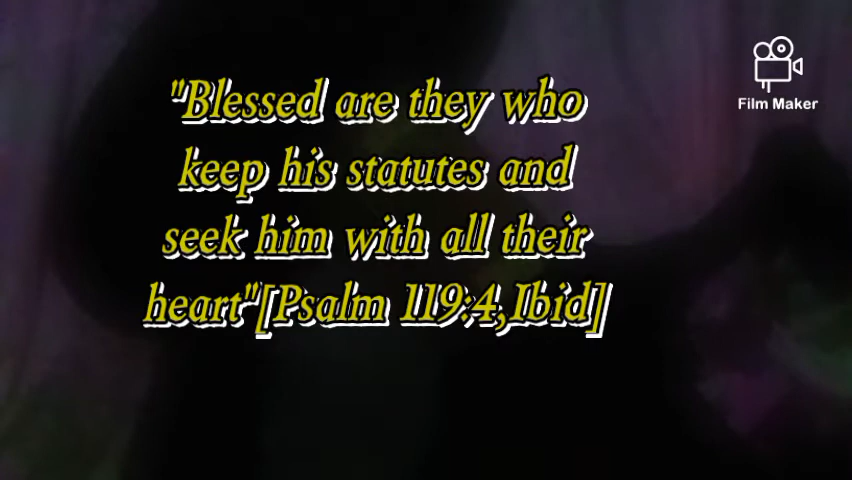 "Blessed are they who
keep his statutes and
seek him with all their
heart"[Psalm 119:4,Ibid]
Film Maker